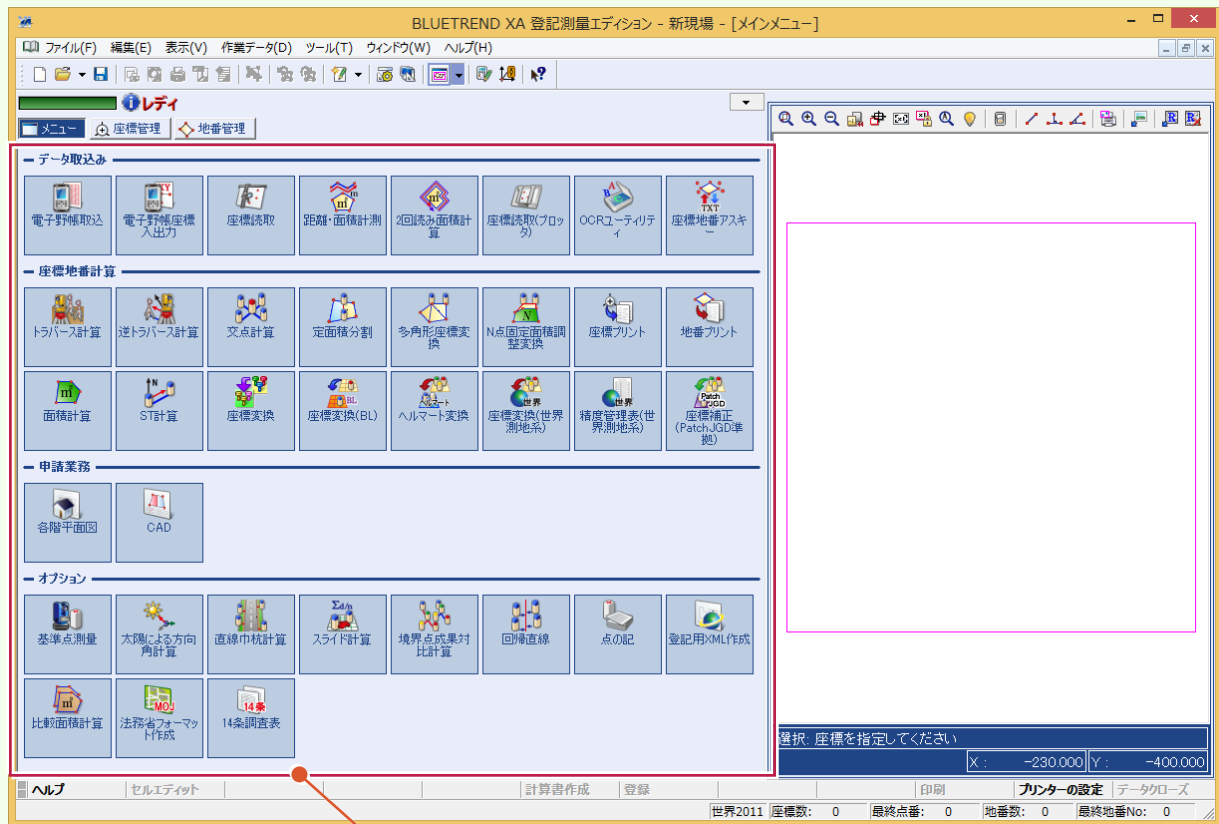 BLUETREND XA 登記測量エディション - 新現場 - [メインメニュー]
ファイル(F) 編集(E) 表示(V) 作業データ(D) ツール(T) ウィンドウ(W) ヘルプ(H)
レディ
メニュー 座標管理 地番管理
データ取込み
電子野帳取込
電子野帳座標入出力
座標読取
距離・面積計測
2回読み面積計算
座標読取(プロッタ)
OCRユーティリティ
座標地番アスキー
座標地番計算
トラバース計算
逆トラバース計算
交点計算
定面積分割
多角形座標変換
N点固定面積調整変換
座標プリント
地番プリント
面積計算
ST計算
座標変換
座標変換(BL)
ヘルマート変換
座標変換(世界測地系)
精度管理表(世界測地系)
座標補正(PatchJGD準拠)
申請業務
各階平面図
CAD
オプション
基準点測量
太陽による方向角計算
直線巾杭計算
スライド計算
境界点成果対比計算
回帰直線
点の記
登記用XML作成
比較面積計算
法務省フォーマット作成
14条調査表
選択: 座標を指定してください
X : -230.000 Y : -400.000
ヘルプ セルエディット 計算書作成 登録 印刷 プリンターの設定 データクローズ
世界2011 座標数: 0 最終点番: 0 地番数: 0 最終地番No: 0